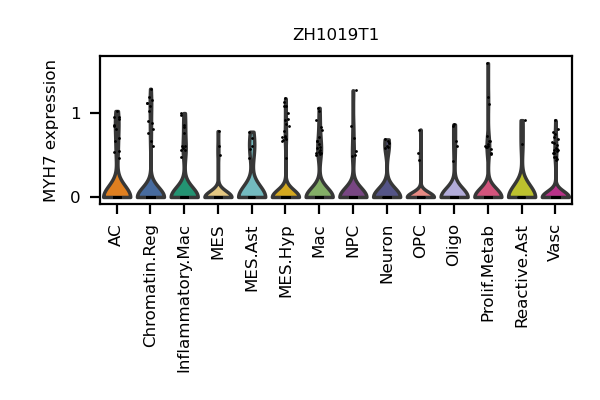 ZH1019T1
MYH7 expression
1
0
AC
Chromatin.Reg
Inflammatory.Mac
MES
MES.Ast
MES.Hyp
Mac
NPC
Neuron
OPC
Oligo
Prolif.Metab
Reactive.Ast
Vasc